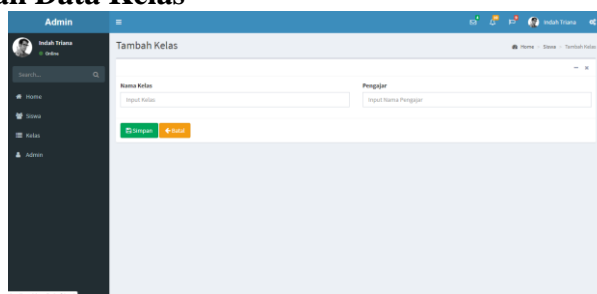 an Data Kelas
Admin
Indah Triana
Indah Triana
Online
Tambah Kelas
Home > Siswa > Tambah Kelas
Search...
Nama Kelas
Pengajar
Input Kelas
Input Nama Pengajar
Home
Siswa
Simpan
Batal
Kelas
Admin